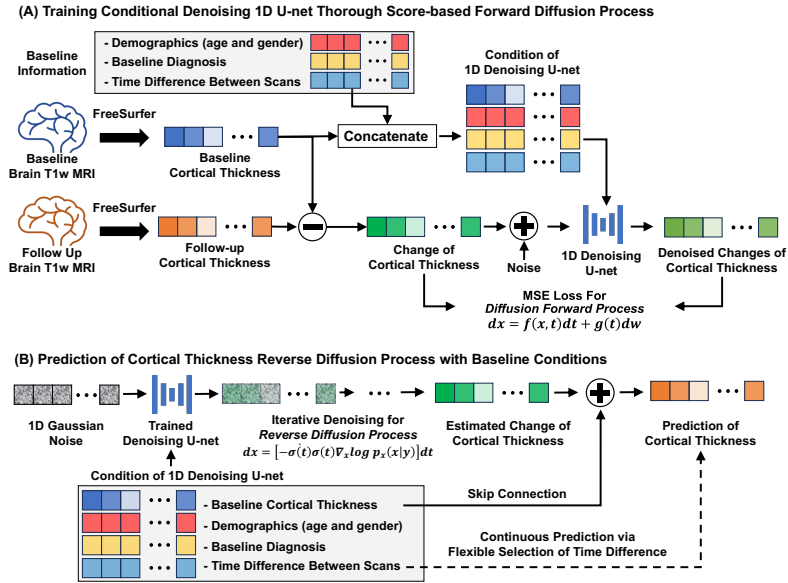 (A) Training Conditional Denoising 1D U-net Thorough Score-based Forward Diffusion Process
Baseline
Information
- Demographics (age and gender)
- Baseline Diagnosis
- Time Difference Between Scans
Condition of
1D Denoising U-net
FreeSurfer
Concatenate
Baseline
Brain T1w MRI
Baseline
Cortical Thickness
FreeSurfer
Follow Up
Brain T1w MRI
Follow-up
Cortical Thickness
Change of
Cortical Thickness
Noise
1D Denoising
U-net
Denoised Changes of
Cortical Thickness
MSE Loss For
Diffusion Forward Process
dx = f(x, t)dt + g(t)dw
(B) Prediction of Cortical Thickness Reverse Diffusion Process with Baseline Conditions
1D Gaussian
Noise
Trained
Denoising U-net
Iterative Denoising for
Reverse Diffusion Process
dx = [−σ̇(t)σ(t)∇ₓlog pₓ(x|y)]dt
Estimated Change of
Cortical Thickness
Prediction of
Cortical Thickness
Condition of 1D Denoising U-net
- Baseline Cortical Thickness
- Demographics (age and gender)
- Baseline Diagnosis
- Time Difference Between Scans
Skip Connection
Continuous Prediction via
Flexible Selection of Time Difference